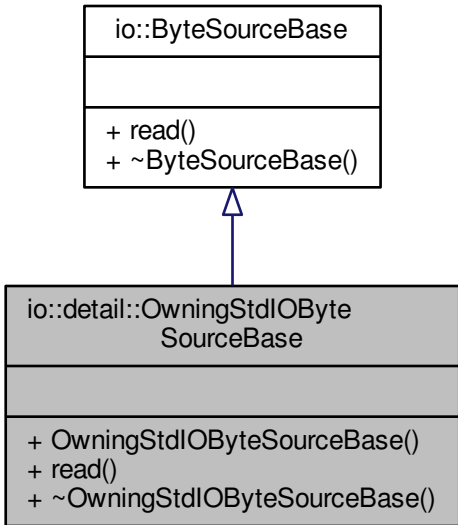 io::ByteSourceBase
+ read()
+ ~ByteSourceBase()
io::detail::OwningStdIOByte
SourceBase
+ OwningStdIOByteSourceBase()
+ read()
+ ~OwningStdIOByteSourceBase()